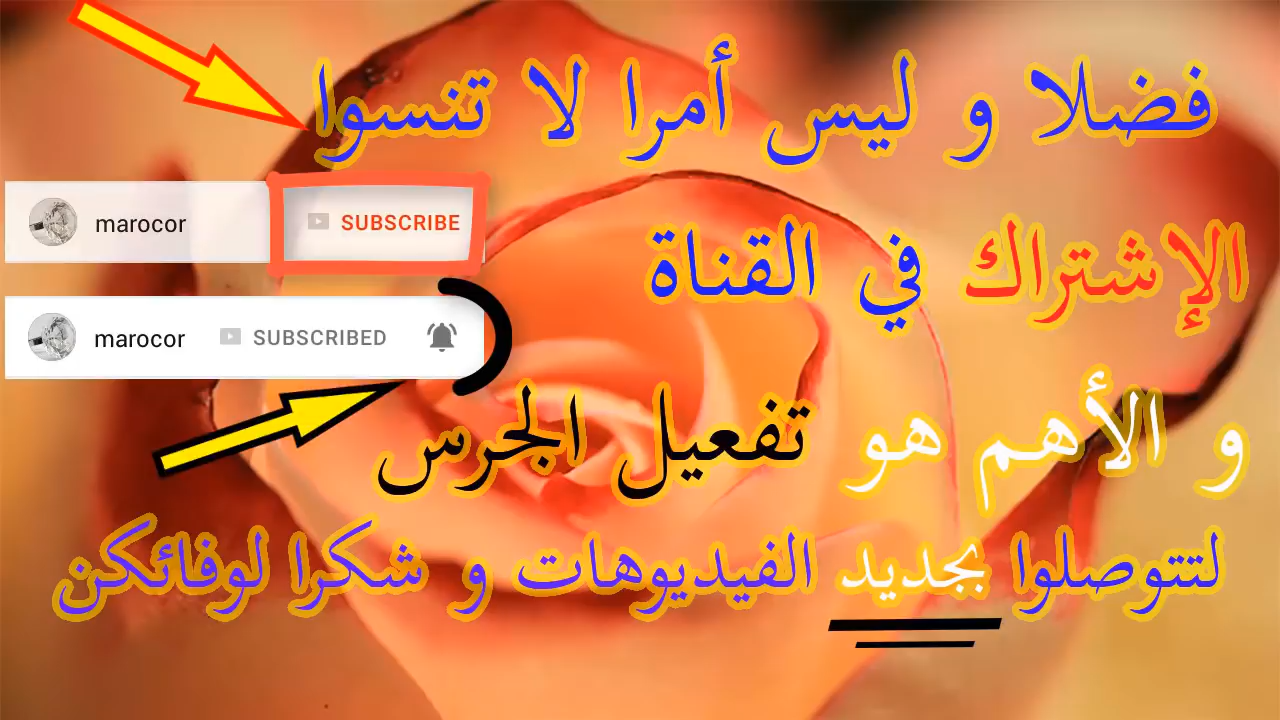 فضلا و ليس أمرا لا تنسوا
marocor SUBSCRIBE
الإشتراك في القناة
marocor SUBSCRIBED
و الأهم هو تفعيل الجرس
لتتوصلوا بجديد الفيديوهات و شكرا لوفائكن